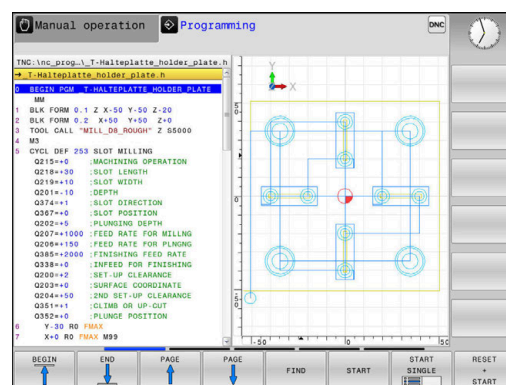 Manual operation
Programming
DNC
TNC:\nc_prog…\_T-Halteplatte_holder_plate.h
→_T-Halteplatte_holder_plate.h
0 BEGIN PGM _T-HALTEPLATTE_HOLDER_PLATE
MM
1 BLK FORM 0.1 Z X-50 Y-50 Z-20
2 BLK FORM 0.2 X+50 Y+50 Z+0
3 TOOL CALL "MILL_D8_ROUGH" Z S5000
4 M3
5 CYCL DEF 253 SLOT MILLING
Q215=+0 ;MACHINING OPERATION
Q218=+30 ;SLOT LENGTH
Q219=+10 ;SLOT WIDTH
Q201=-10 ;DEPTH
Q374=+1 ;SLOT DIRECTION
Q367=+0 ;SLOT POSITION
Q202=+5 ;PLUNGING DEPTH
Q207=+1000 ;FEED RATE FOR MILLNG
Q206=+150 ;FEED RATE FOR PLNGNG
Q385=+2000 ;FINISHING FEED RATE
Q338=+0 ;INFEED FOR FINISHING
Q200=+2 ;SET-UP CLEARANCE
Q203=+0 ;SURFACE COORDINATE
Q204=+50 ;2ND SET-UP CLEARANCE
Q351=+1 ;CLIMB OR UP-CUT
Q352=+0 ;PLUNGE POSITION
6 Y-30 R0 FMAX
7 X+0 R0 FMAX M99
Y
X
50
0
-50
-50
0
50
BEGIN
END
PAGE
PAGE
FIND
START
START
SINGLE
RESET
+
START